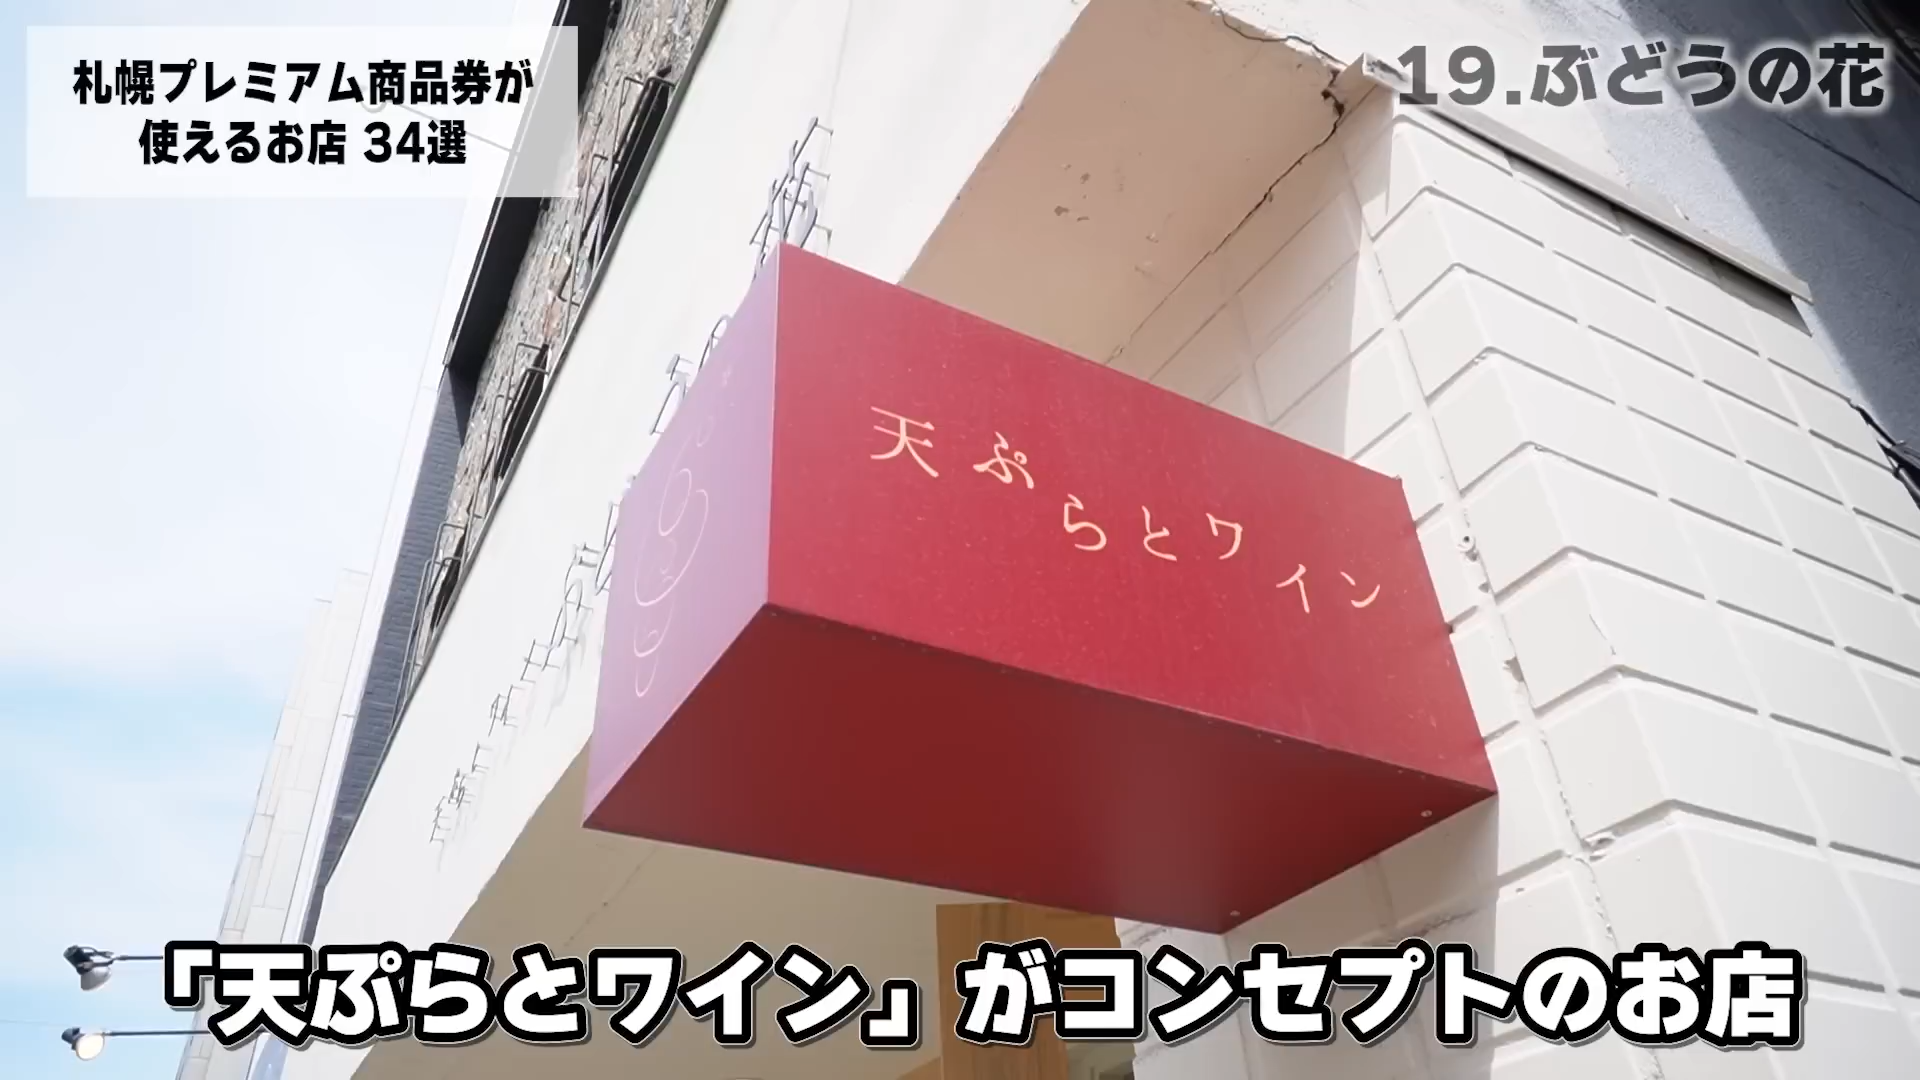 札幌プレミアム商品券が
使えるお店 34選
19.ぶどうの花
天ぷらとワイン
「天ぷらとワイン」がコンセプトのお店